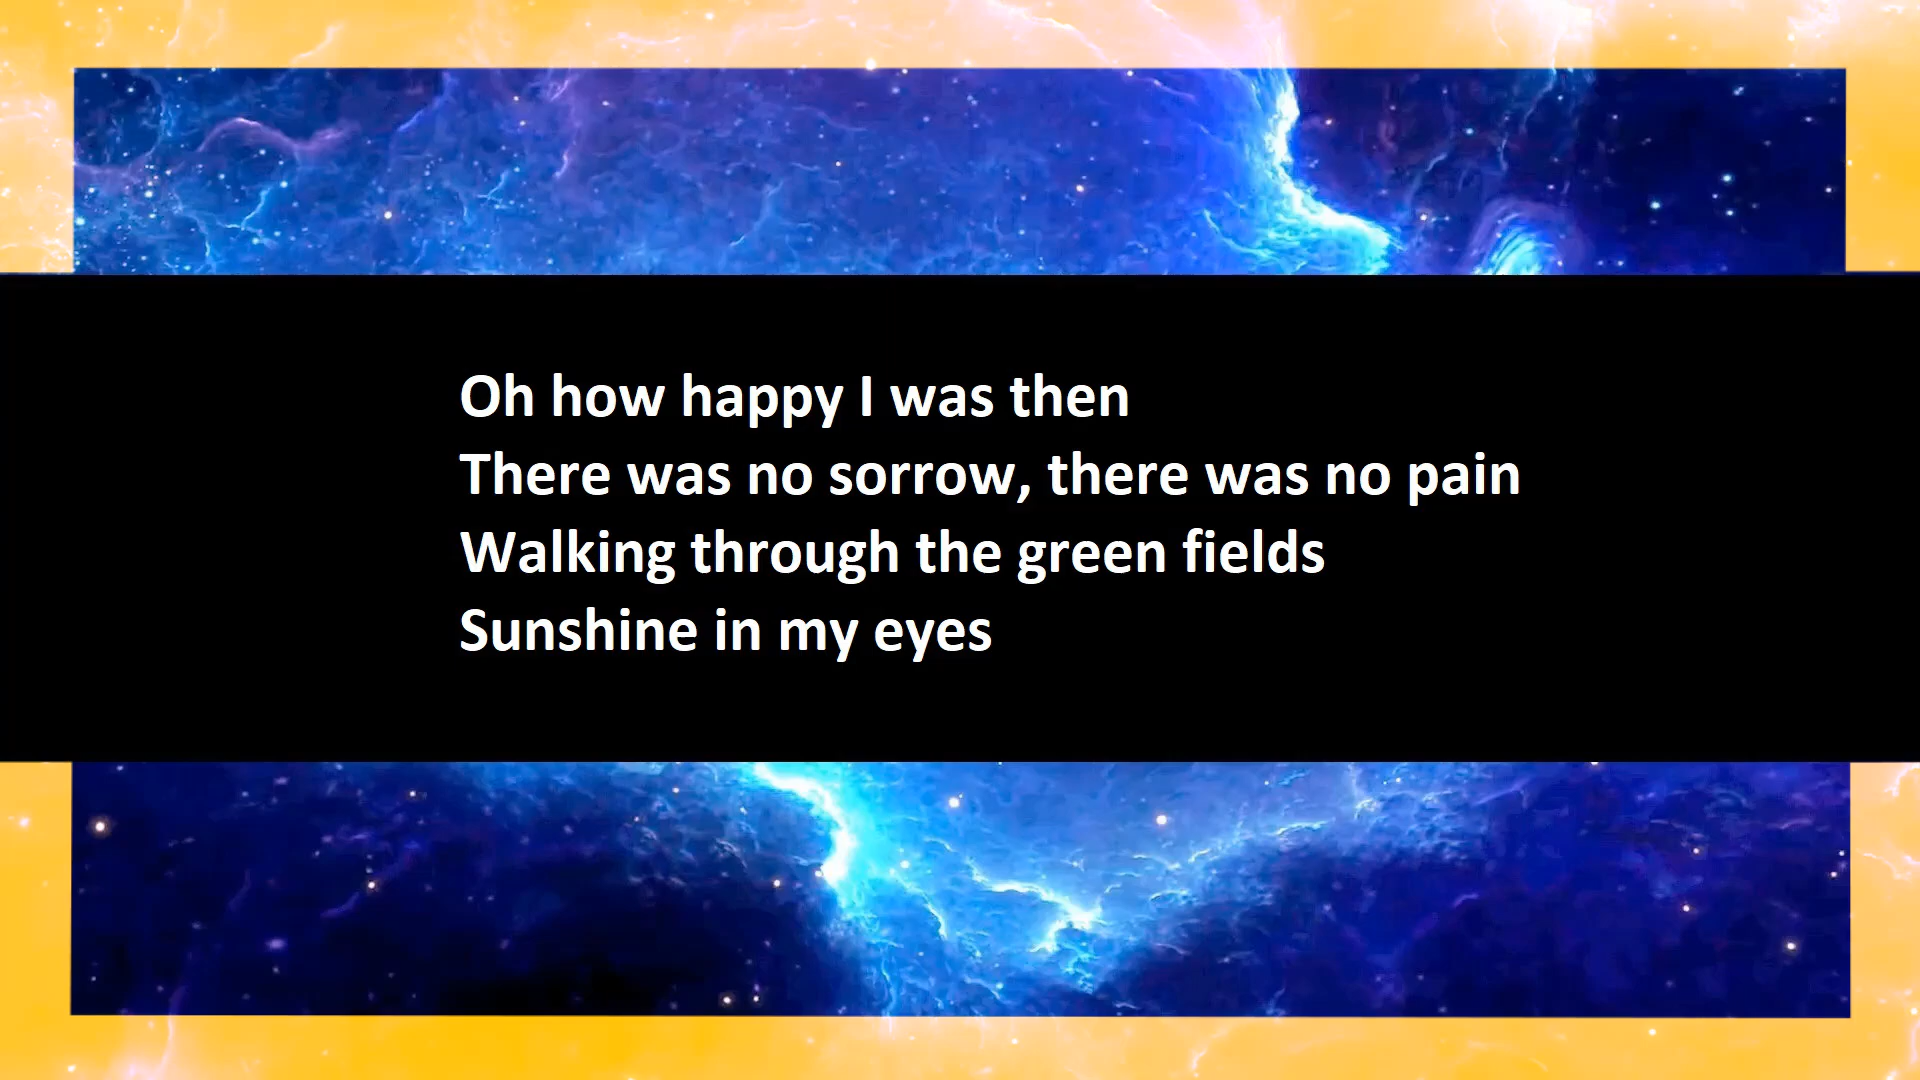 Oh how happy I was then
There was no sorrow, there was no pain
Walking through the green fields
Sunshine in my eyes